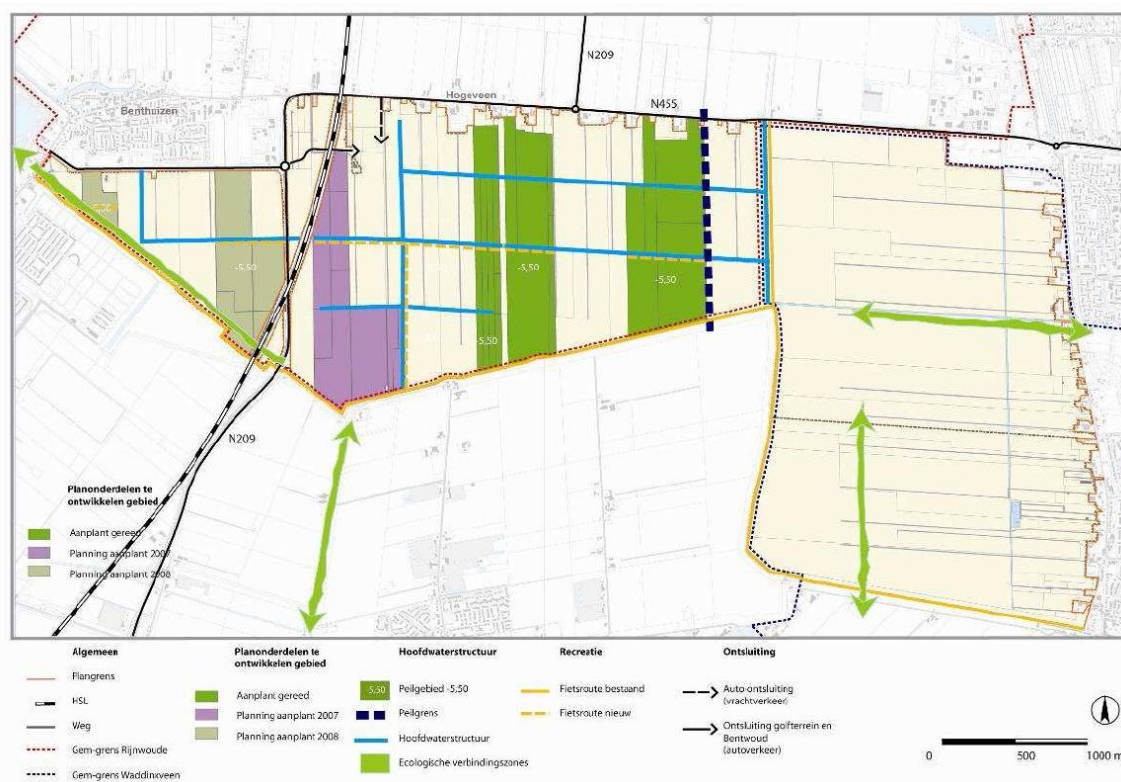 N209
Hogeveen
N455
Benthuizen
-5,50
-5,50
-5,50
-5,50
N209
Planonderdelen te
ontwikkelen gebied
Aanplant gereed
Planning aanplant 2007
Planning aanplant 2008
Algemeen
Plangrens
HSL
Weg
Gem-grens Rijnwoude
Gem-grens Waddinxveen
Planonderdelen te
ontwikkelen gebied
Aanplant gereed
Planning aanplant 2007
Planning aanplant 2008
Hoofdwaterstructuur
-5,50 Peilgebied -5,50
Peilgrens
Hoofdwaterstructuur
Ecologische verbindingszones
Recreatie
Fietsroute bestaand
Fietsroute nieuw
Ontsluiting
Auto-ontsluiting
(vrachtverkeer)
Ontsluiting golfterrein en
Bentwoud
(autoverkeer)
0 500 1000 m